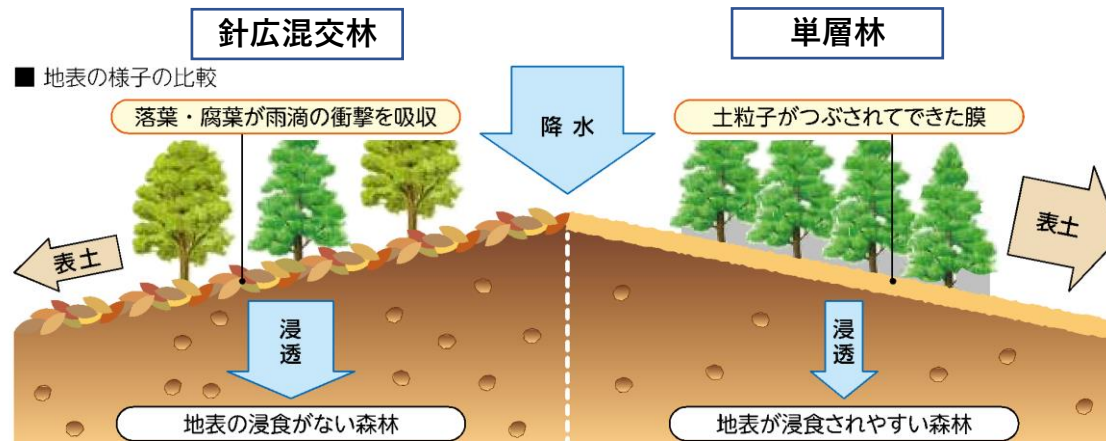 針広混交林
単層林
■ 地表の様子の比較
落葉・腐葉が雨滴の衝撃を吸収
降水
土粒子がつぶされてできた膜
表土
表土
浸透
浸透
地表の浸食がない森林
地表が浸食されやすい森林